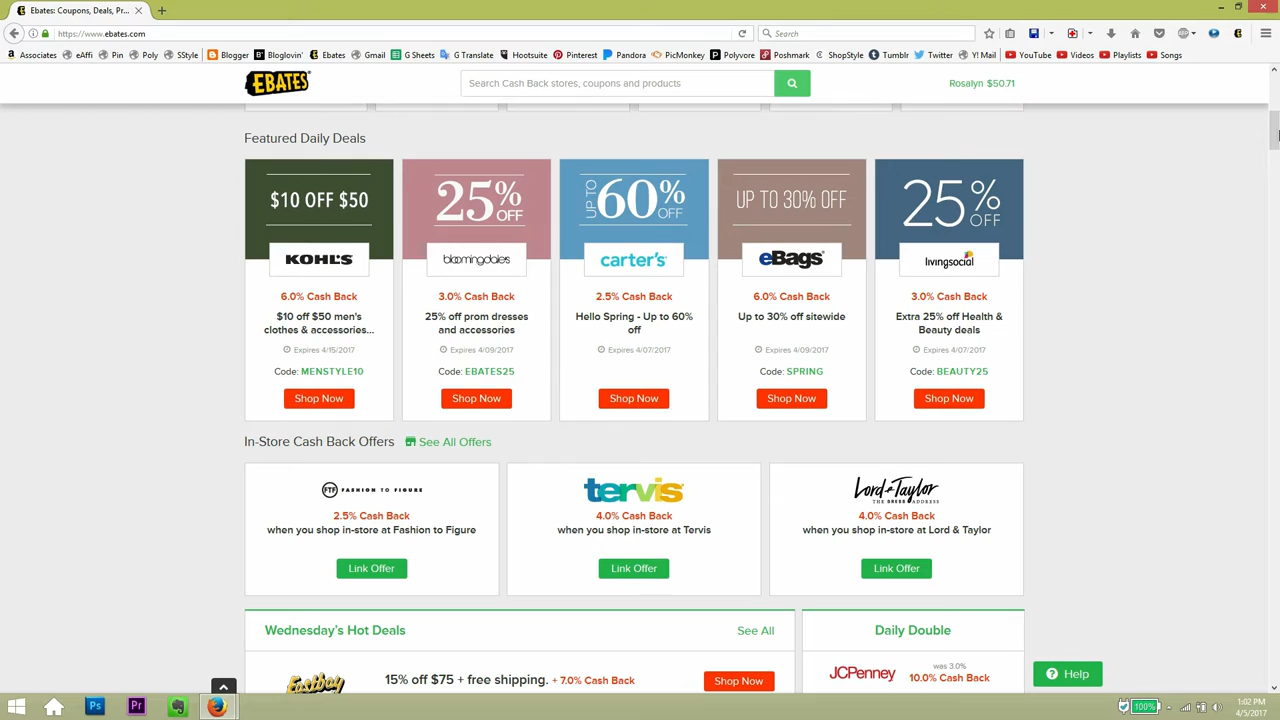 Ebates: Coupons, Deals, Pr...
https://www.ebates.com
Search
Associates eAffi Pin Poly SStyle Blogger Bloglovin' Ebates Gmail G Sheets G Translate Hootsuite Pinterest Pandora PicMonkey Polyvore Poshmark ShopStyle Tumblr Twitter Y! Mail YouTube Videos Playlists Songs
EBATES
Search Cash Back stores, coupons and products
Rosalyn $50.71
Featured Daily Deals
$10 OFF $50
KOHL'S
6.0% Cash Back
$10 off $50 men's
clothes & accessories...
Expires 4/15/2017
Code: MENSTYLE10
Shop Now
25% OFF
bloomingdale's
3.0% Cash Back
25% off prom dresses
and accessories
Expires 4/09/2017
Code: EBATES25
Shop Now
UP TO 60% OFF
carter's
2.5% Cash Back
Hello Spring - Up to 60%
off
Expires 4/07/2017
Shop Now
UP TO 30% OFF
eBags
6.0% Cash Back
Up to 30% off sitewide
Expires 4/09/2017
Code: SPRING
Shop Now
25% OFF
livingsocial
3.0% Cash Back
Extra 25% off Health &
Beauty deals
Expires 4/07/2017
Code: BEAUTY25
Shop Now
In-Store Cash Back Offers See All Offers
FTF FASHION TO FIGURE
2.5% Cash Back
when you shop in-store at Fashion to Figure
Link Offer
tervis
4.0% Cash Back
when you shop in-store at Tervis
Link Offer
Lord & Taylor
THE DRESS ADDRESS
4.0% Cash Back
when you shop in-store at Lord & Taylor
Link Offer
Wednesday's Hot Deals
See All
Eastbay
15% off $75 + free shipping. + 7.0% Cash Back
Shop Now
Daily Double
JCPenney
was 3.0%
10.0% Cash Back
Help
Ps
Pr
100%
1:02 PM
4/5/2017